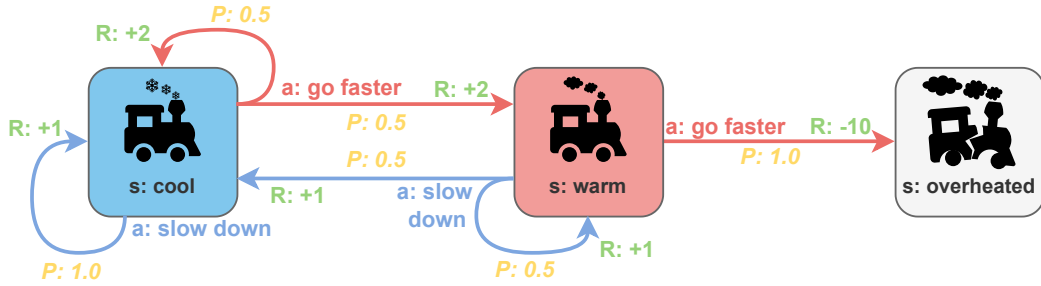 P: 0.5
R: +2
a: go faster
R: +2
P: 0.5
R: +1
a: go faster
R: -10
P: 1.0
P: 0.5
R: +1
s: cool
a: slow
down
s: warm
s: overheated
a: slow down
R: +1
P: 1.0
P: 0.5